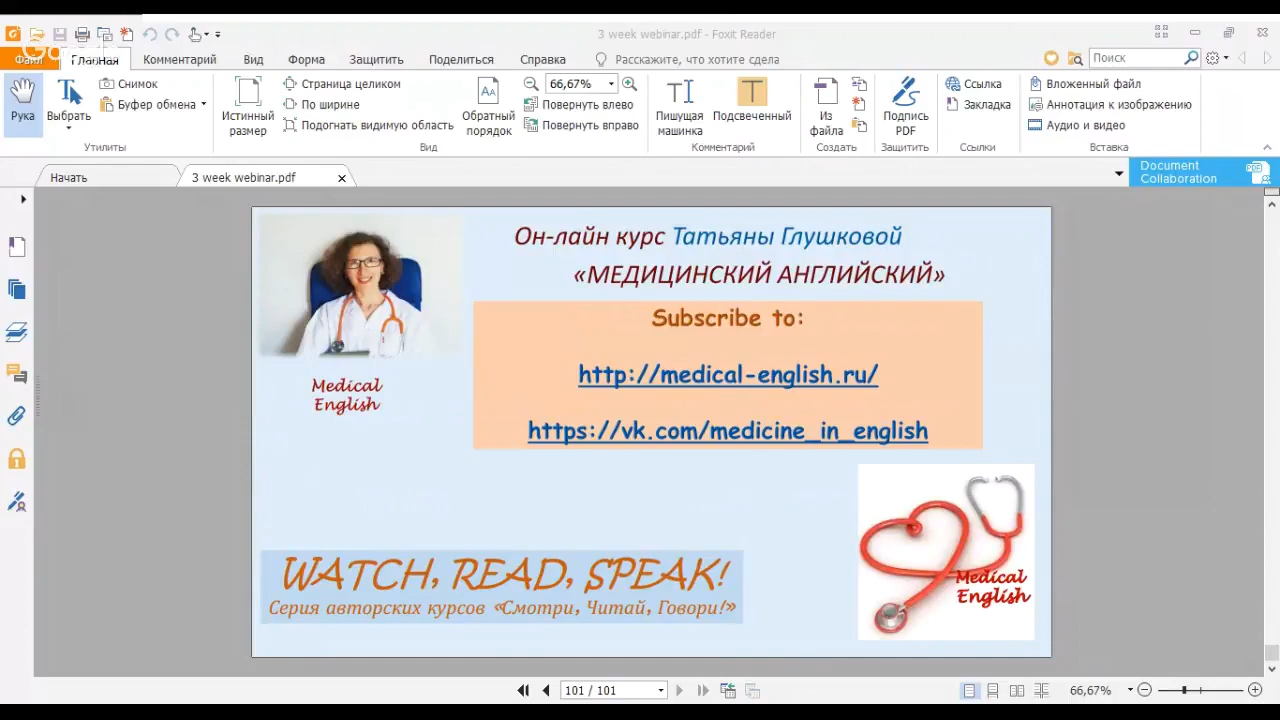 3 week webinar.pdf - Foxit Reader
Файл Главная Комментарий Вид Форма Защитить Поделиться Справка Расскажите, что хотите сделать Поиск
Рука
Выбрать
Снимок
Буфер обмена
Утилиты
Истинный размер
Страница целиком
По ширине
Подогнать видимую область
Обратный порядок
66,67%
Повернуть влево
Повернуть вправо
Вид
Пишущая машинка
Подсвеченный
Комментарий
Из файла
Создать
Подпись PDF
Защитить
Ссылка
Закладка
Ссылки
Вложенный файл
Аннотация к изображению
Аудио и видео
Вставка
Начать
3 week webinar.pdf
Document Collaboration
Он-лайн курс Татьяны Глушковой
«МЕДИЦИНСКИЙ АНГЛИЙСКИЙ»
Subscribe to:
http://medical-english.ru/
https://vk.com/medicine_in_english
Medical
English
WATCH, READ, SPEAK!
Серия авторских курсов «Смотри, Читай, Говори!»
Medical
English
101 / 101
66,67%